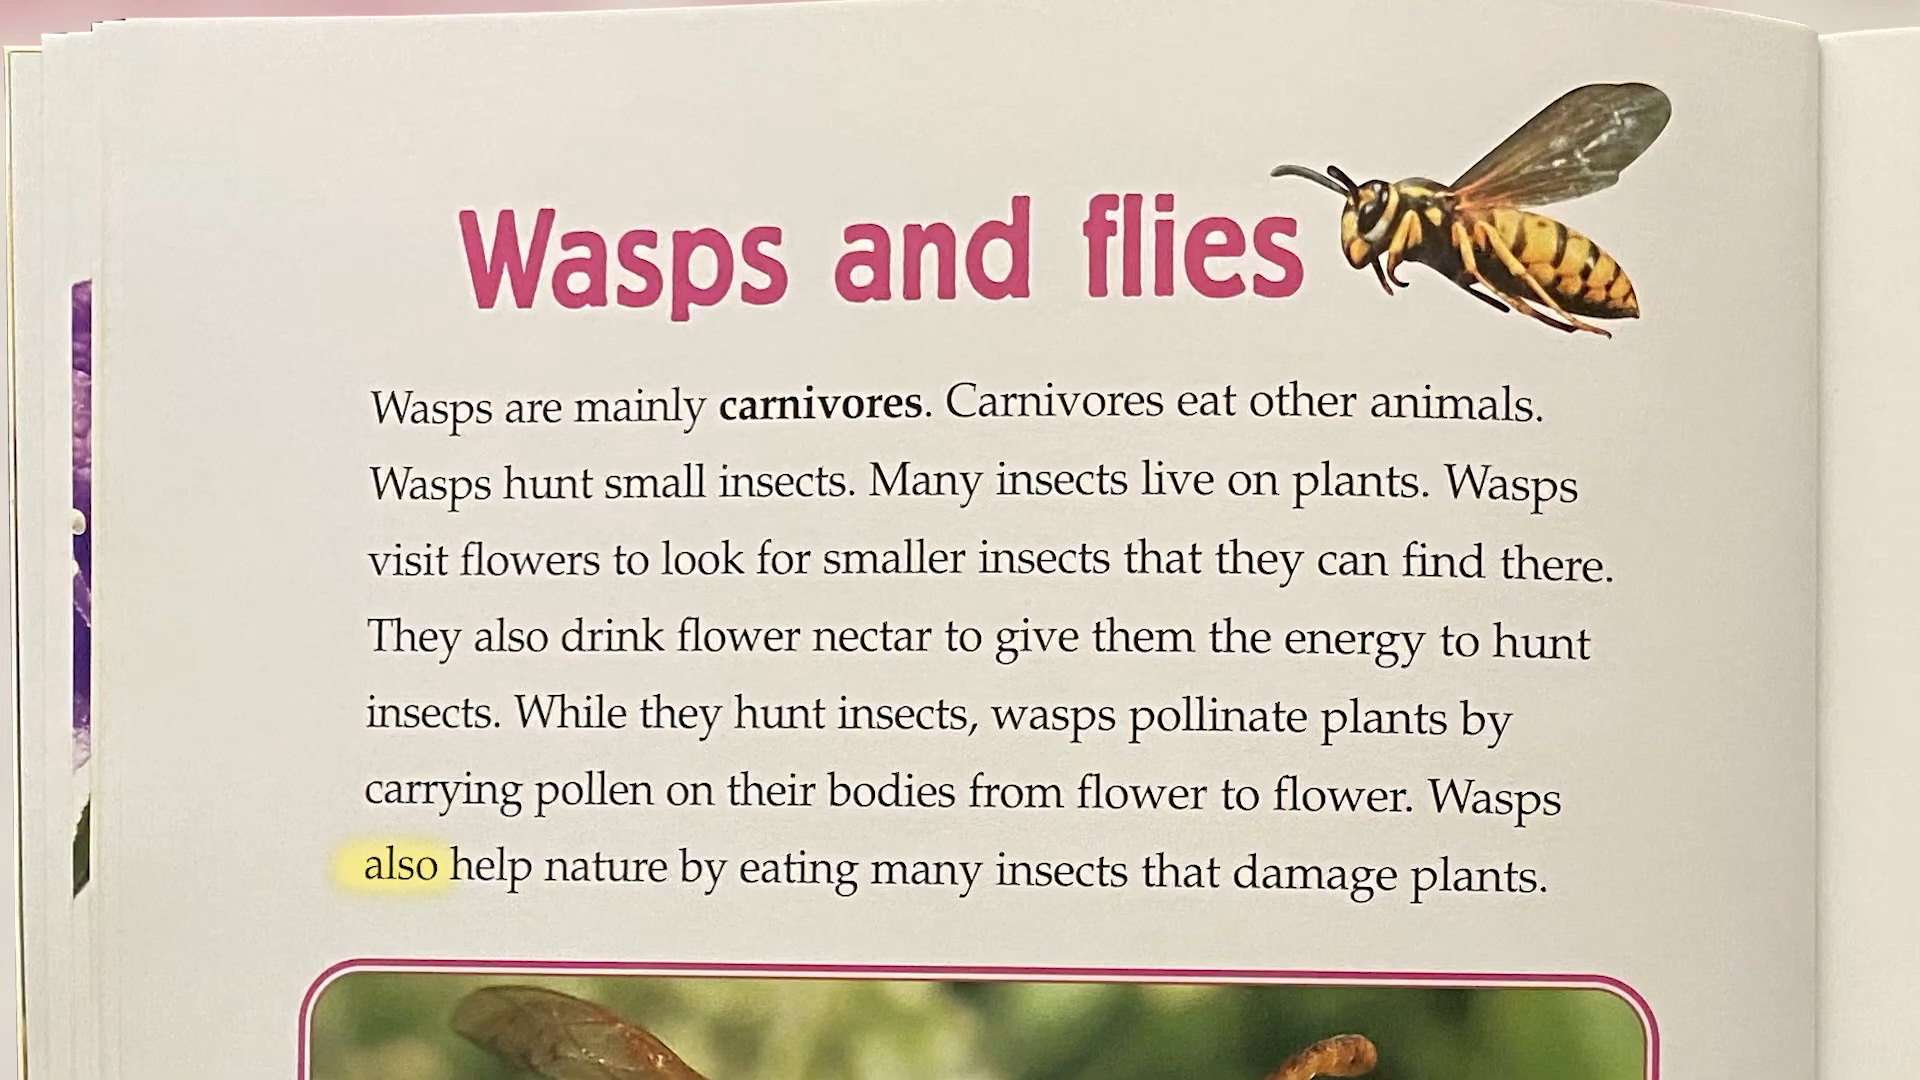 Wasps and flies
Wasps are mainly carnivores. Carnivores eat other animals.
Wasps hunt small insects. Many insects live on plants. Wasps
visit flowers to look for smaller insects that they can find there.
They also drink flower nectar to give them the energy to hunt
insects. While they hunt insects, wasps pollinate plants by
carrying pollen on their bodies from flower to flower. Wasps
also help nature by eating many insects that damage plants.